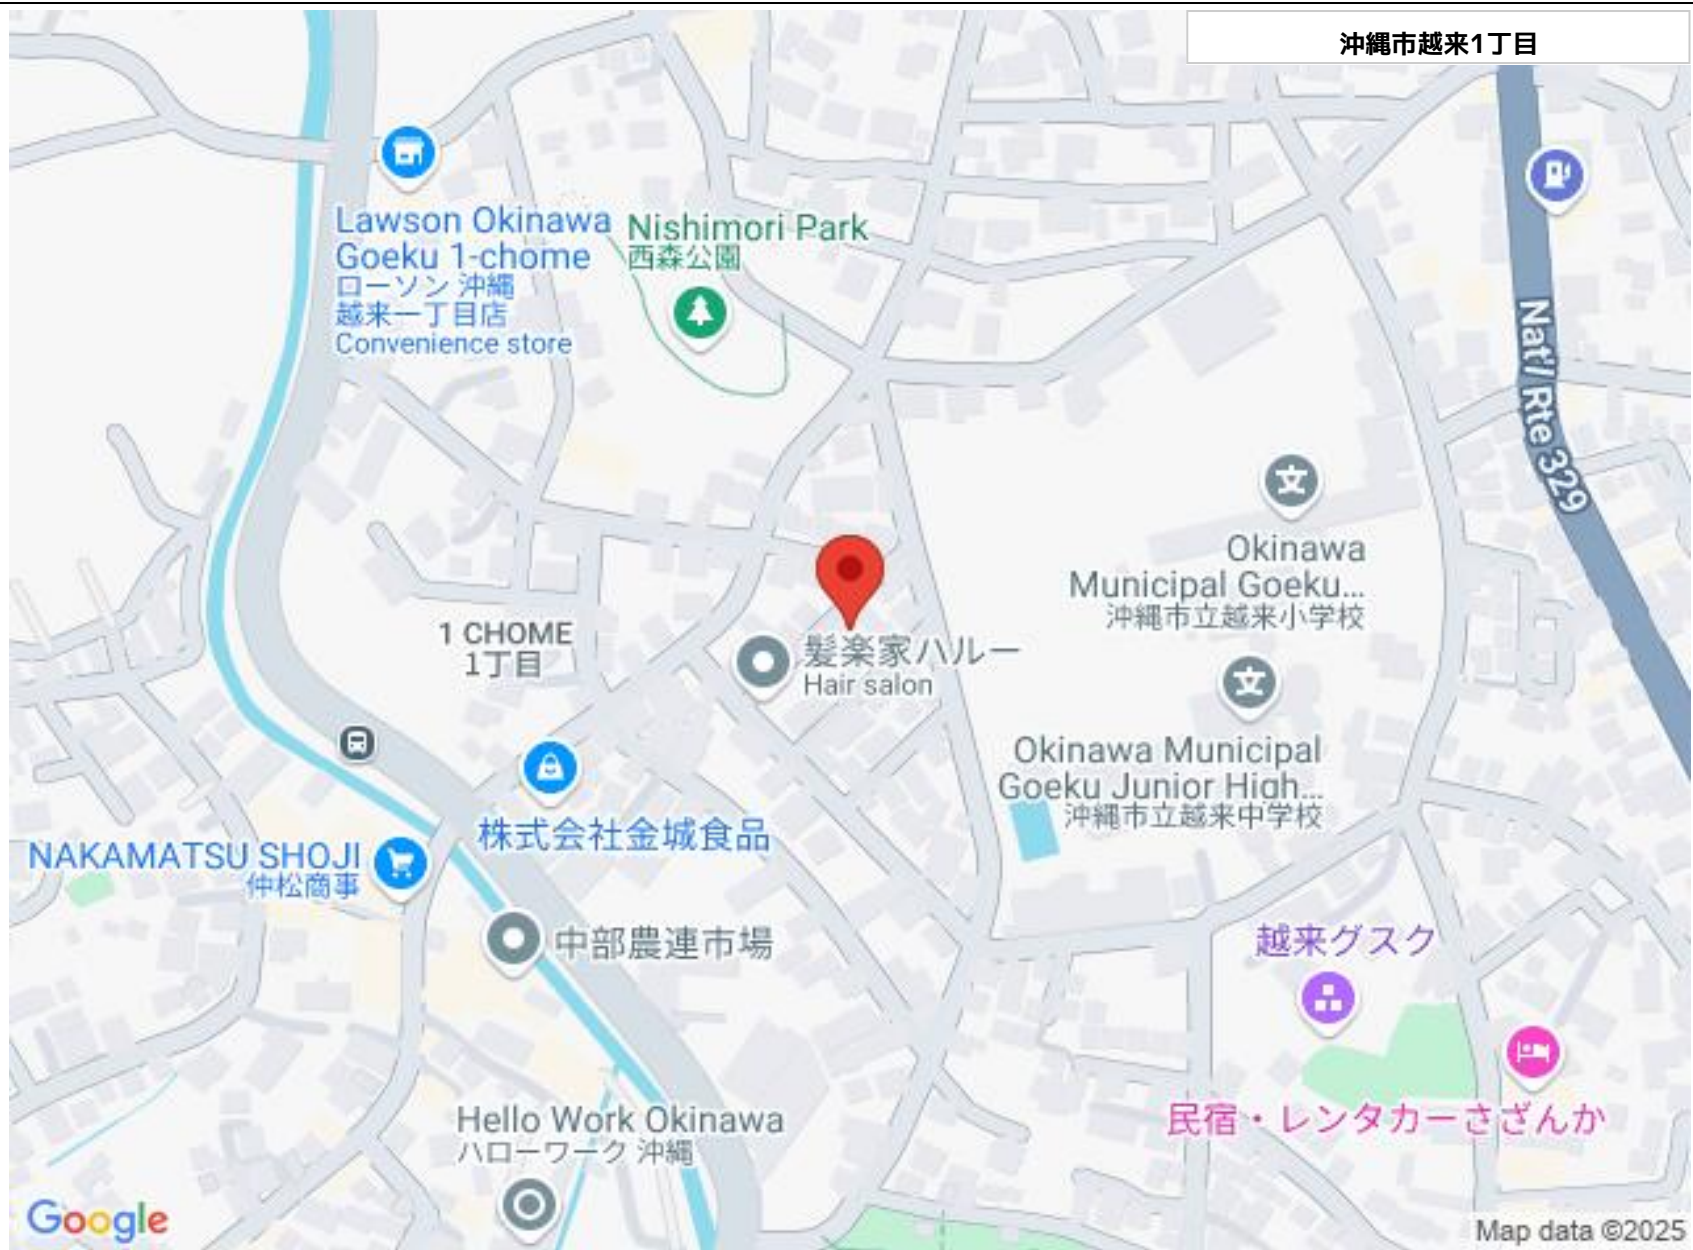 沖縄市越来1丁目
Lawson Okinawa
Goeku 1-chome
ローソン 沖縄
越来一丁目店
Convenience store
Nishimori Park
西森公園
Nat'l Rte 329
Okinawa
Municipal Goeku...
沖縄市立越来小学校
1 CHOME
1丁目
髪楽家ハルー
Hair salon
Okinawa Municipal
Goeku Junior High...
沖縄市立越来中学校
株式会社金城食品
NAKAMATSU SHOJI
仲松商事
中部農連市場
越来グスク
民宿・レンタカーさざんか
Hello Work Okinawa
ハローワーク 沖縄
Google
Map data ©2025